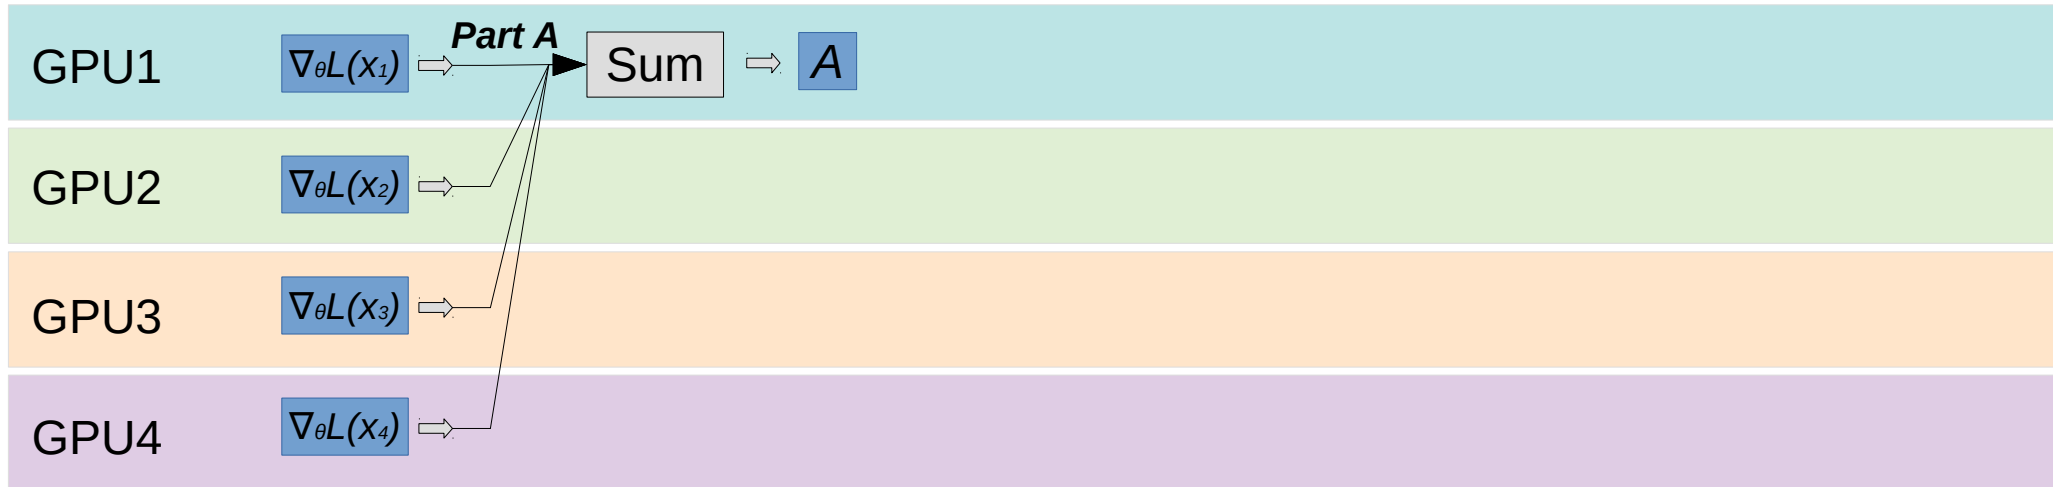 GPU1 ∇θL(x1) Part A Sum A
GPU2 ∇θL(x2)
GPU3 ∇θL(x3)
GPU4 ∇θL(x4)